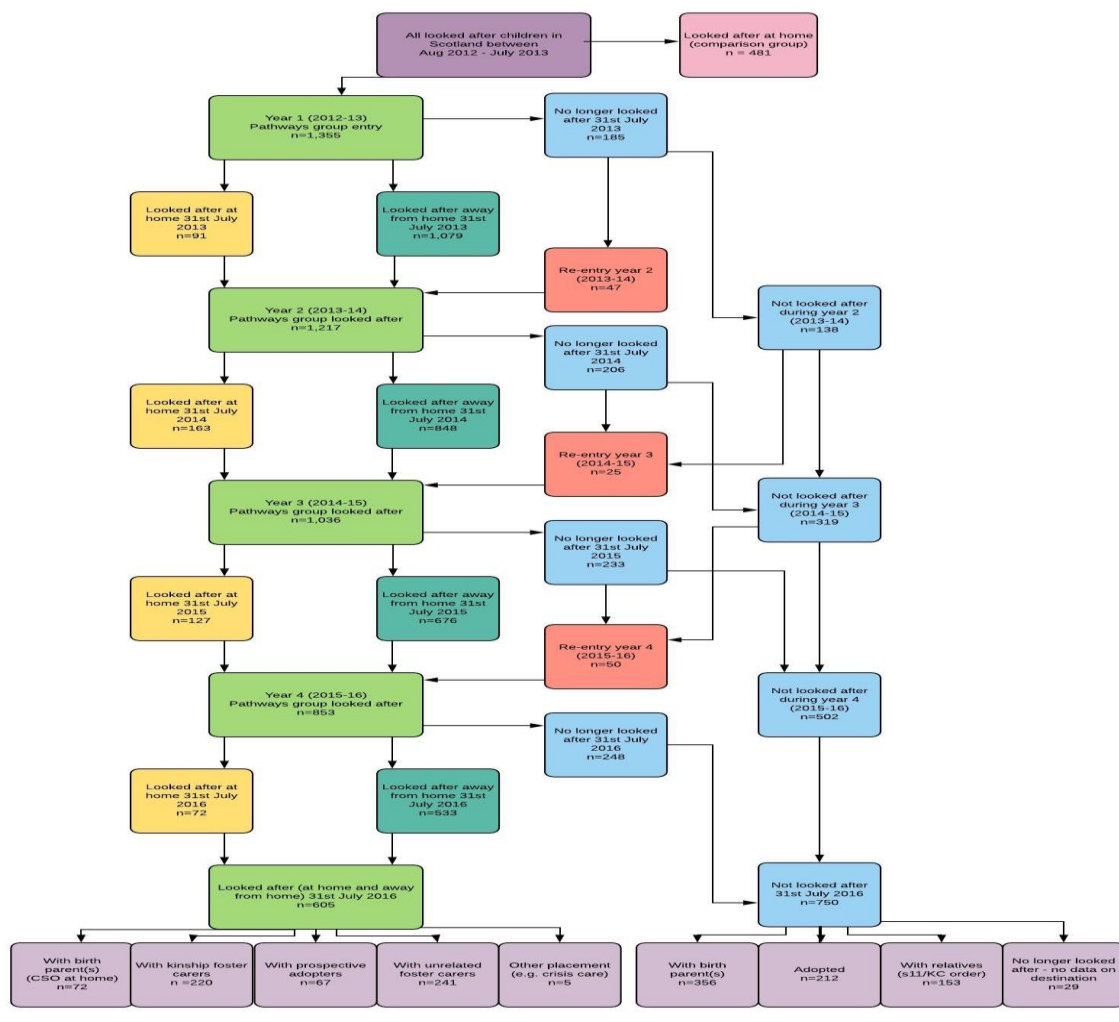 All looked after children in
Scotland between
Aug 2012 - July 2013
Looked after at home
(comparison group)
n = 481
Year 1 (2012-13)
Pathways group entry
n=1,355
No longer looked
after 31st July
2013
n=185
Looked after at
home 31st July
2013
n=91
Looked after away
from home 31st
July 2013
n=1,079
Re-entry year 2
(2013-14)
n=47
Year 2 (2013-14)
Pathways group looked after
n=1,217
Not looked after
during year 2
(2013-14)
n=138
No longer looked
after 31st July
2014
n=206
Looked after at
home 31st July
2014
n=163
Looked after away
from home 31st
July 2014
n=848
Re-entry year 3
(2014-15)
n=25
Year 3 (2014-15)
Pathways group looked after
n=1,036
Not looked after
during year 3
(2014-15)
n=319
No longer looked
after 31st July
2015
n=233
Looked after at
home 31st July
2015
n=127
Looked after away
from home 31st
July 2015
n=676
Re-entry year 4
(2015-16)
n=50
Year 4 (2015-16)
Pathways group looked after
n=853
Not looked after
during year 4
(2015-16)
n=502
No longer looked
after 31st July
2016
n=248
Looked after at
home 31st July
2016
n=72
Looked after away
from home 31st
July 2016
n=533
Looked after (at home and away
from home) 31st July 2016
n=605
Not looked after
31st July 2016
n=750
With birth
parent(s)
(CSO at home)
n=72
With kinship foster
carers
n =220
With prospective
adopters
n=67
With unrelated
foster carers
n=241
Other placement
(e.g. crisis care)
n=5
With birth
parent(s)
n=356
Adopted
n=212
With relatives
(s11/KC order)
n=153
No longer looked
after - no data on
destination
n=29